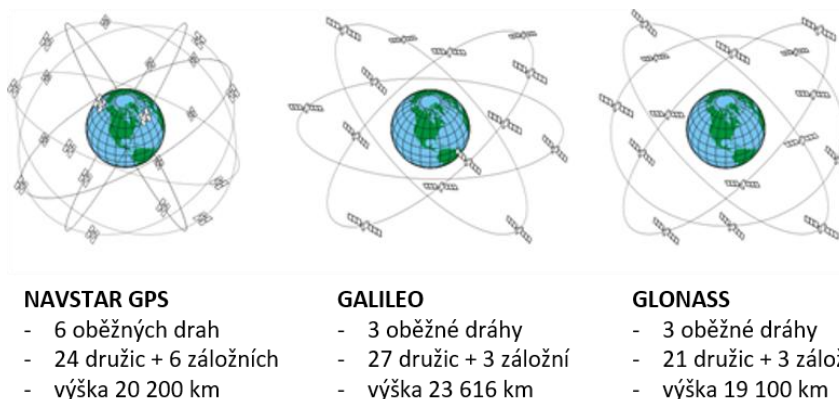 NAVSTAR GPS
- 6 oběžných drah
- 24 družic + 6 záložních
- výška 20 200 km
GALILEO
- 3 oběžné dráhy
- 27 družic + 3 záložní
- výška 23 616 km
GLONASS
- 3 oběžné dráhy
- 21 družic + 3 zálo
- výška 19 100 km